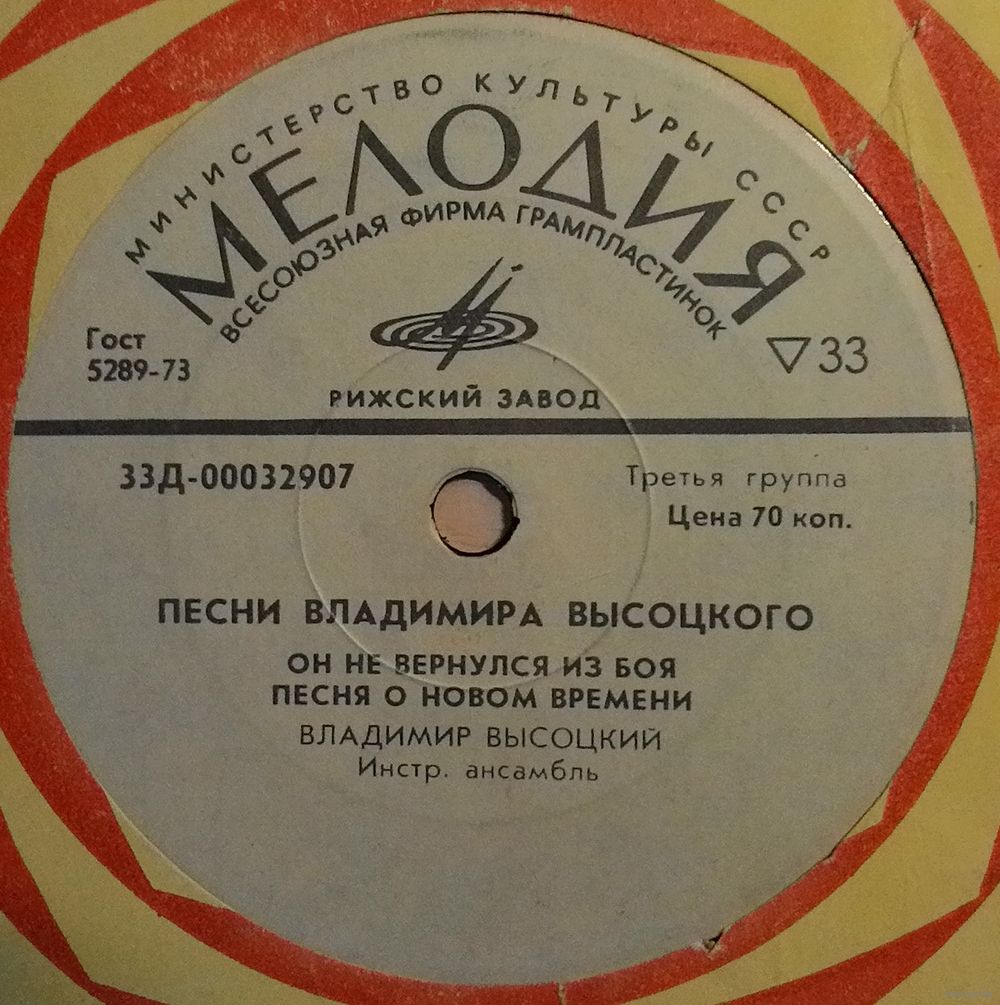 МИНИСТЕРСТВО КУЛЬТУРЫ СССР
МЕЛОДИЯ
ВСЕСОЮЗНАЯ ФИРМА ГРАМПЛАСТИНОК
Гост
5289-73
▽33
РИЖСКИЙ ЗАВОД
33Д-00032907
Третья группа
Цена 70 коп.
ПЕСНИ ВЛАДИМИРА ВЫСОЦКОГО
ОН НЕ ВЕРНУЛСЯ ИЗ БОЯ
ПЕСНЯ О НОВОМ ВРЕМЕНИ
ВЛАДИМИР ВЫСОЦКИЙ
Инстр. ансамбль